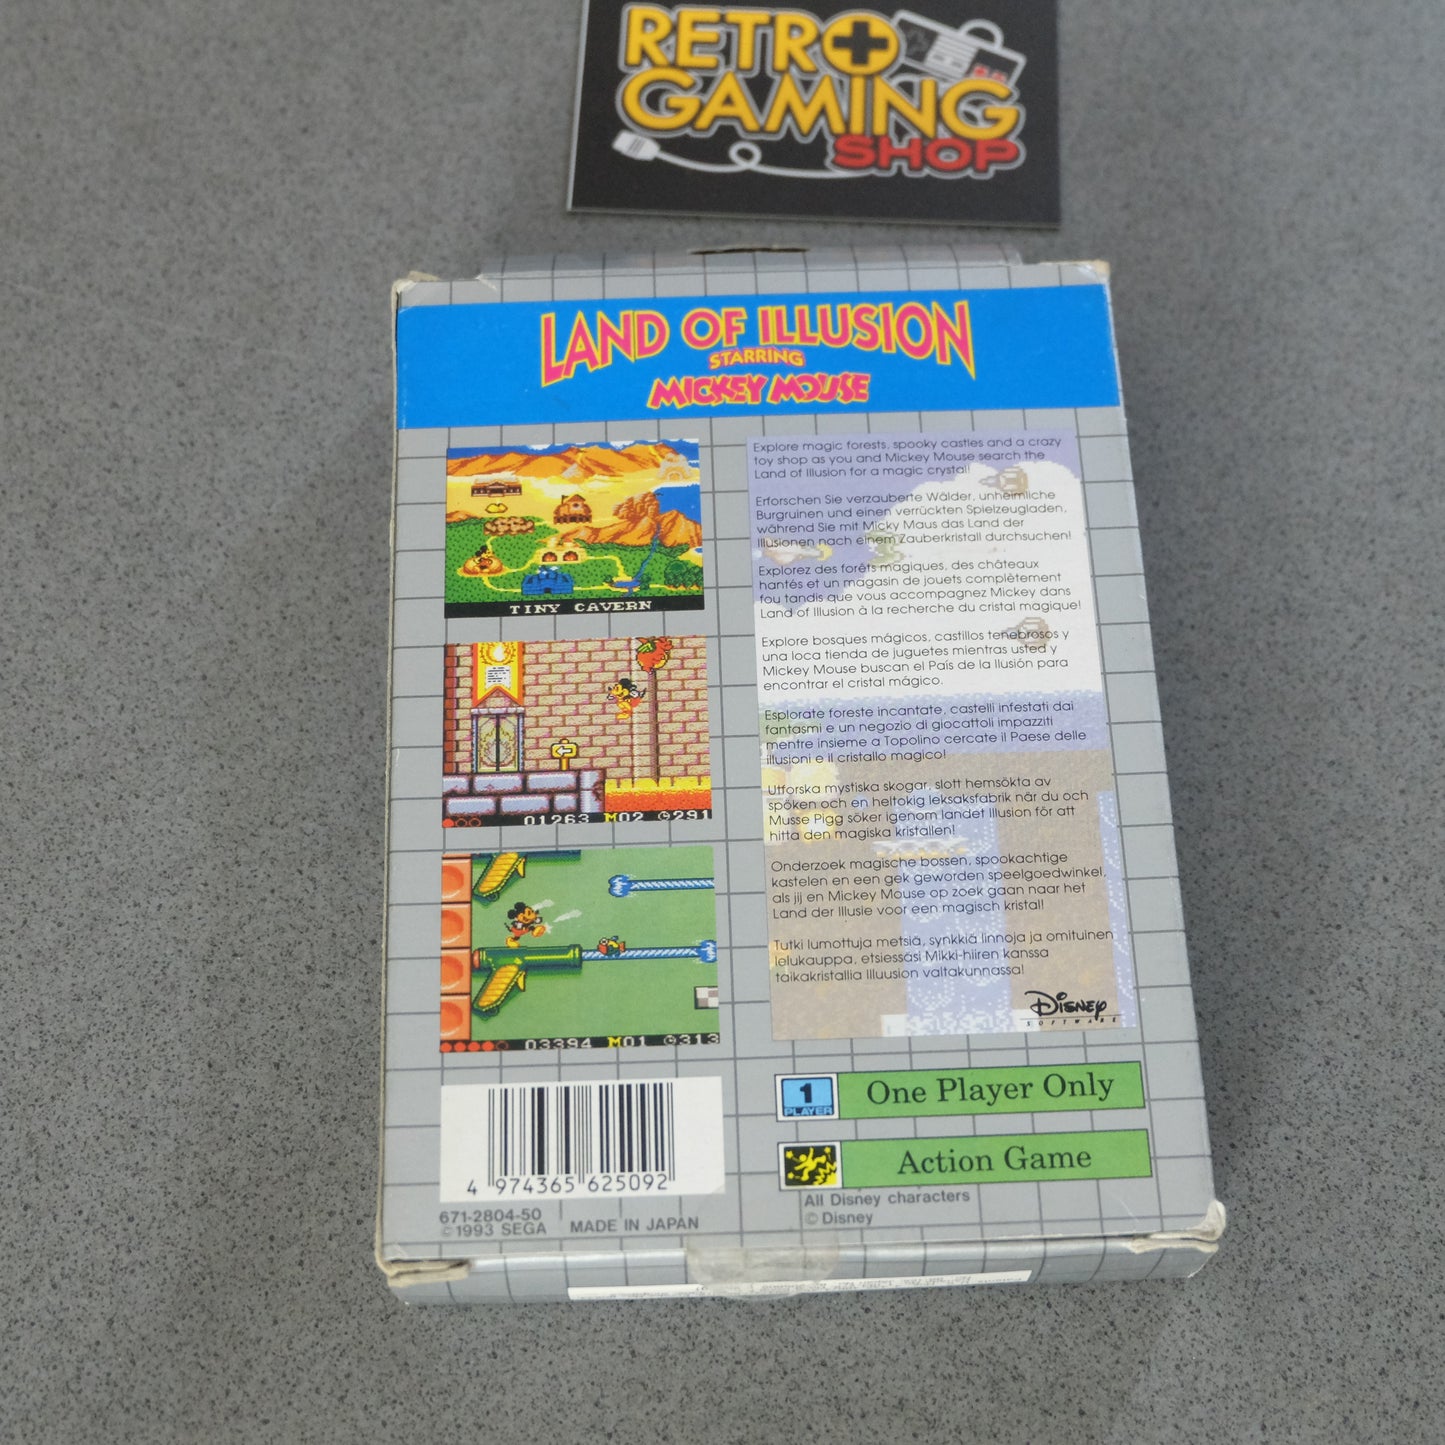 RETRO
GAMING
SHOP
LAND OF ILLUSION
STARRING
MICKEY MOUSE
TINY CAVERN
01263 M02 291
03394 M01 313
Explore magic forests, spooky castles and a crazy
toy shop as you and Mickey Mouse search the
Land of Illusion for a magic crystal!
Erforschen Sie verzauberte Wälder, unheimliche
Burgruinen und einen verrückten Spielzeugladen,
während Sie mit Micky Maus das Land der
Illusionen nach einem Zauberkristall durchsuchen!
Explorez des forêts magiques, des châteaux
hantés et un magasin de jouets complètement
fou tandis que vous accompagnez Mickey dans
Land of Illusion à la recherche du cristal magique!
Explore bosques mágicos, castillos tenebrosos y
una loca tienda de juguetes mientras usted y
Mickey Mouse buscan el País de la Ilusión para
encontrar el cristal mágico.
Esplorate foreste incantate, castelli infestati dai
fantasmi e un negozio di giocattoli impazziti
mentre insieme a Topolino cercate il Paese delle
illusioni e il cristallo magico!
Utforska mystiska skogar, slott hemsökta av
spöken och en heltokig leksaksfabrik når du och
Musse Pigg söker igenom landet Illusion för att
hitta den magiska kristallen!
Onderzoek magische bossen, spookachtige
kastelen en een gek geworden speelgoedwinkel,
als jij en Mickey Mouse op zoek gaan naar het
Land der Illusie voor een magisch kristal!
Tutki lumottuja metsiä, synkkiä linnoja ja omituinen
lelukauppa, etsiessäsi Mikki-hiiren kanssa
taikakristallia Illuusion valtakunnassa!
Disney
SOFTWARE
1
PLAYER
One Player Only
Action Game
All Disney characters
© Disney
4 974365 625092
671-2804-50
©1993 SEGA MADE IN JAPAN